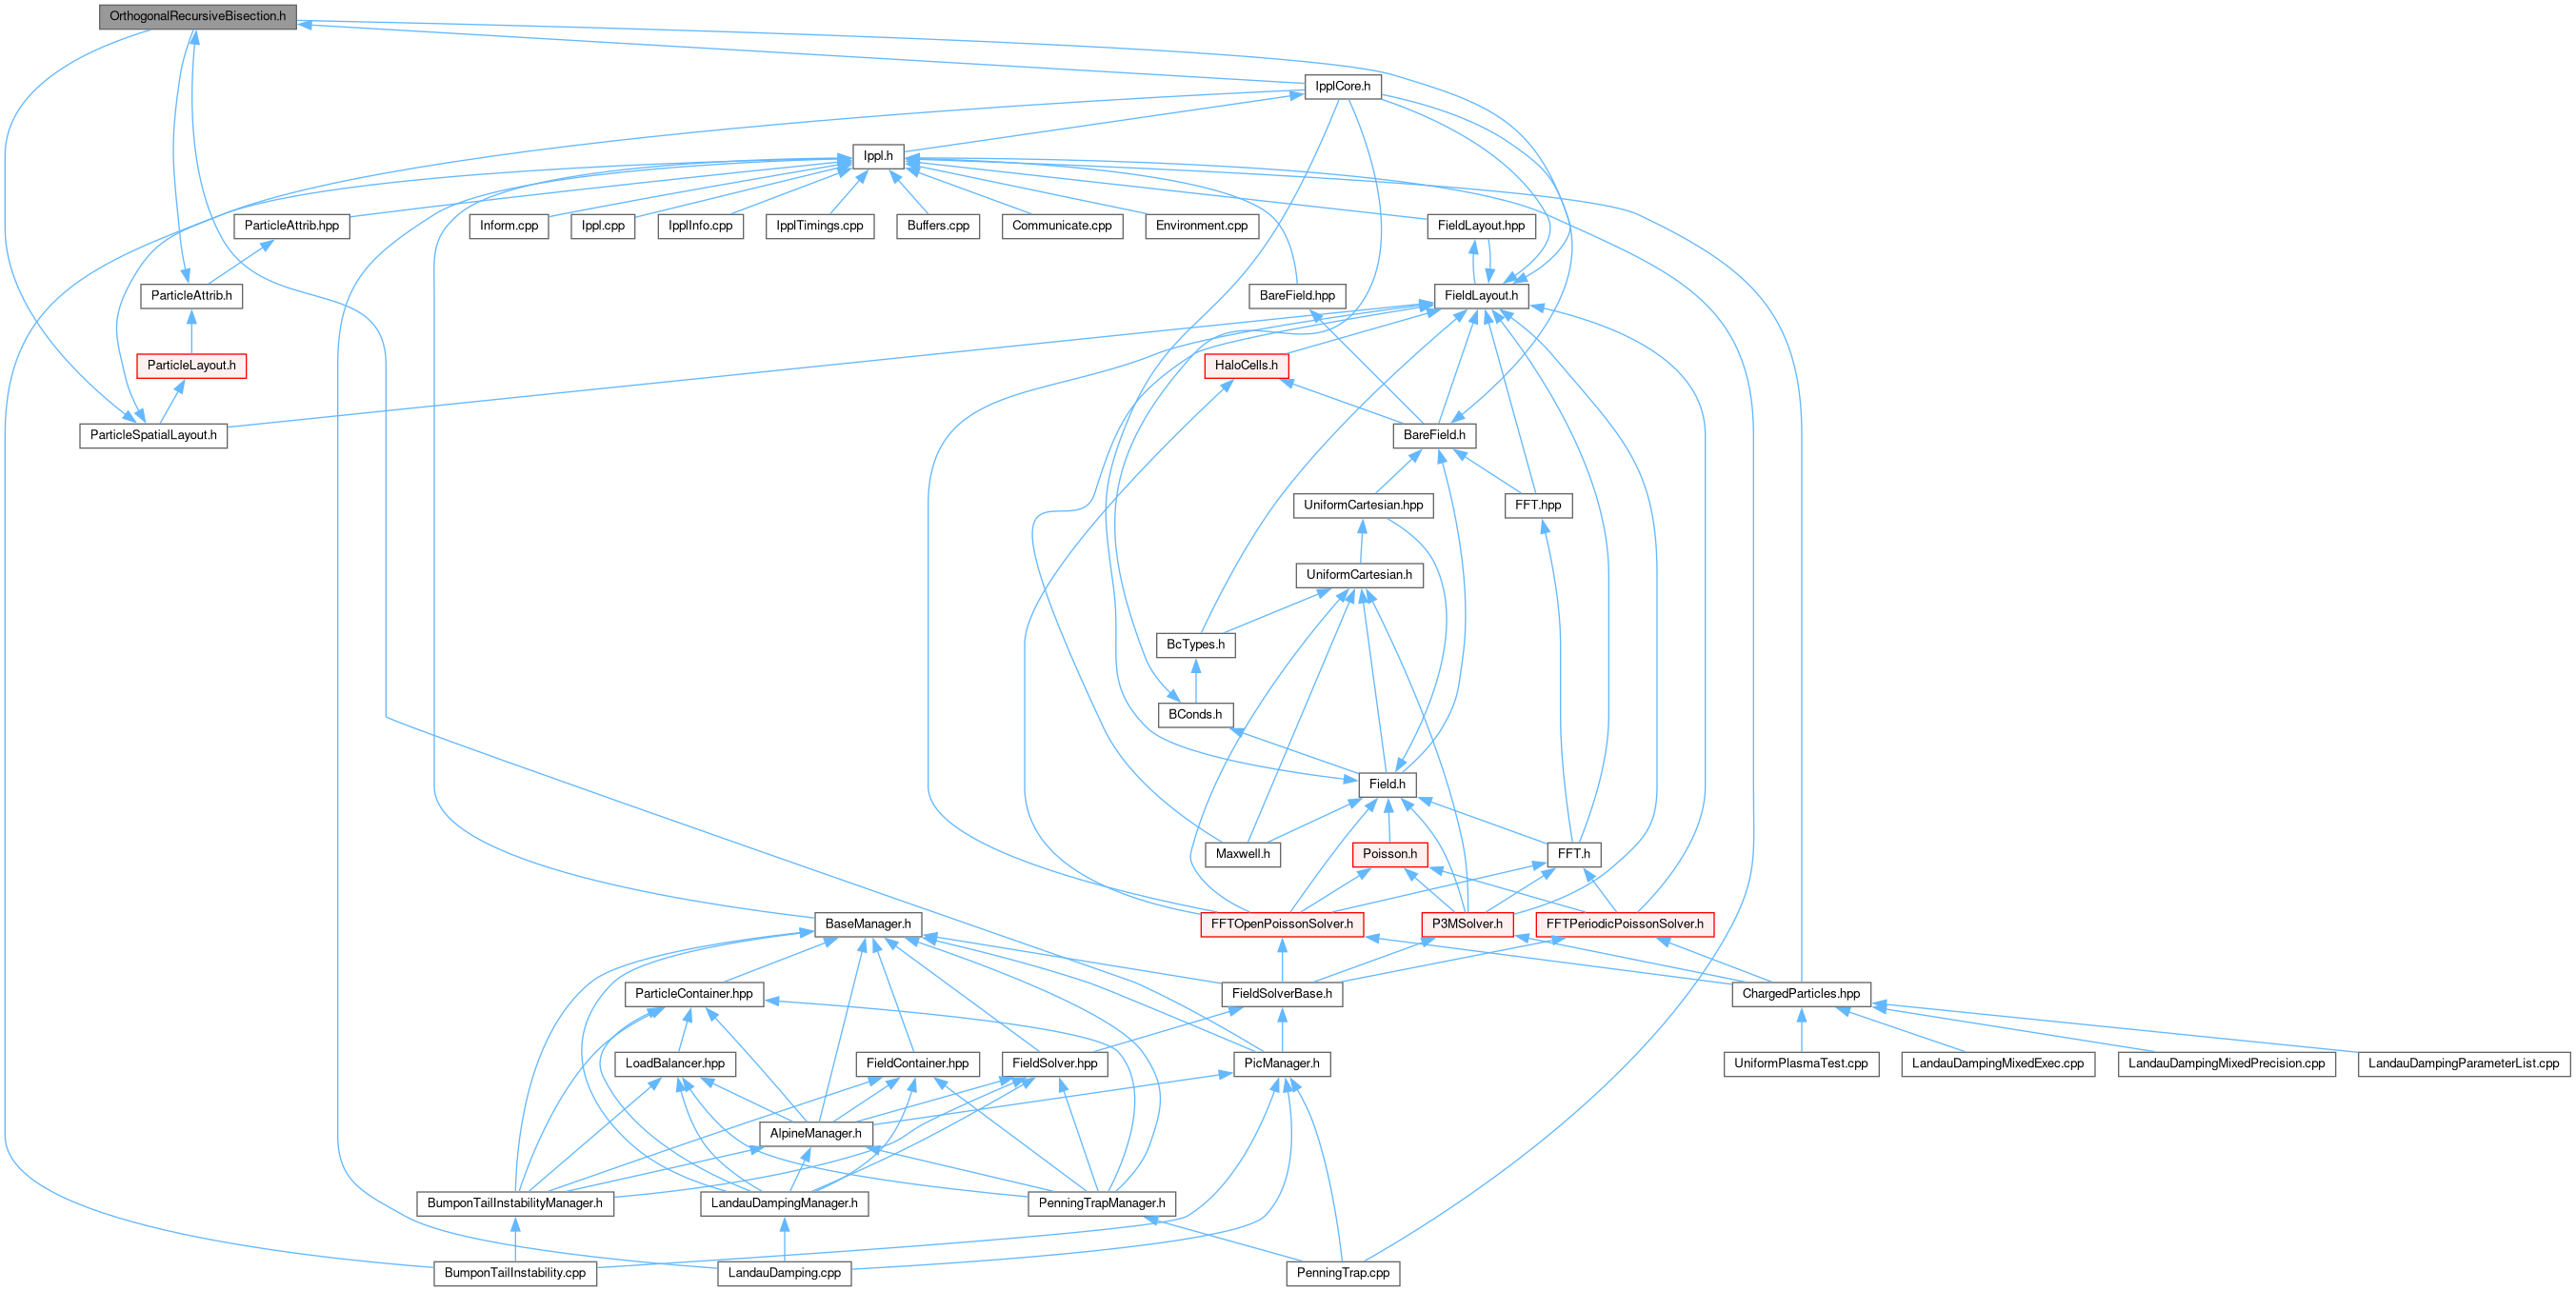 OrthogonalRecursiveBisection.h
IpplCore.h
Ippl.h
ParticleAttrib.hpp
Inform.cpp
Ippl.cpp
IpplInfo.cpp
IpplTimings.cpp
Buffers.cpp
Communicate.cpp
Environment.cpp
FieldLayout.hpp
ParticleAttrib.h
BareField.hpp
FieldLayout.h
ParticleLayout.h
HaloCells.h
ParticleSpatialLayout.h
BareField.h
UniformCartesian.hpp
FFT.hpp
UniformCartesian.h
BcTypes.h
BConds.h
Field.h
Maxwell.h
Poisson.h
FFT.h
BaseManager.h
FFTOpenPoissonSolver.h
P3MSolver.h
FFTPeriodicPoissonSolver.h
ParticleContainer.hpp
FieldSolverBase.h
ChargedParticles.hpp
LoadBalancer.hpp
FieldContainer.hpp
FieldSolver.hpp
PicManager.h
UniformPlasmaTest.cpp
LandauDampingMixedExec.cpp
LandauDampingMixedPrecision.cpp
LandauDampingParameterList.cpp
AlpineManager.h
BumponTailInstabilityManager.h
LandauDampingManager.h
PenningTrapManager.h
BumponTailInstability.cpp
LandauDamping.cpp
PenningTrap.cpp